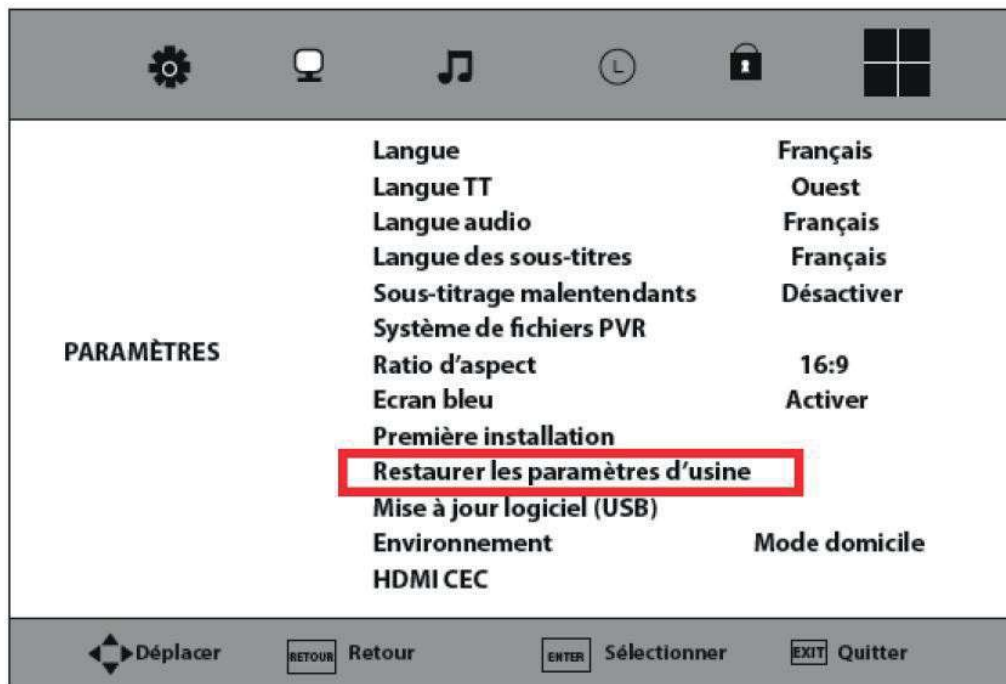 L
Langue Français
Langue TT Ouest
Langue audio Français
Langue des sous-titres Français
Sous-titrage malentendants Désactiver
Système de fichiers PVR
PARAMÈTRES
Ratio d'aspect 16:9
Ecran bleu Activer
Première installation
Restaurer les paramètres d'usine
Mise à jour logiciel (USB)
Environnement Mode domicile
HDMI CEC
Déplacer RETOUR Retour ENTER Sélectionner EXIT Quitter